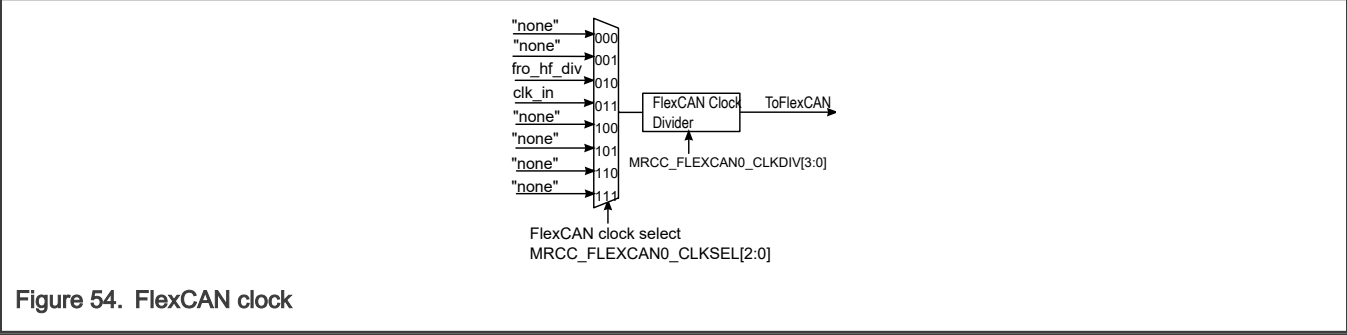 "none"
000
"none"
001
fro_hf_div
010
clk_in
011
"none"
100
"none"
101
"none"
110
"none"
111
FlexCAN Clock
Divider
ToFlexCAN
MRCC_FLEXCAN0_CLKDIV[3:0]
FlexCAN clock select
MRCC_FLEXCAN0_CLKSEL[2:0]
Figure 54. FlexCAN clock